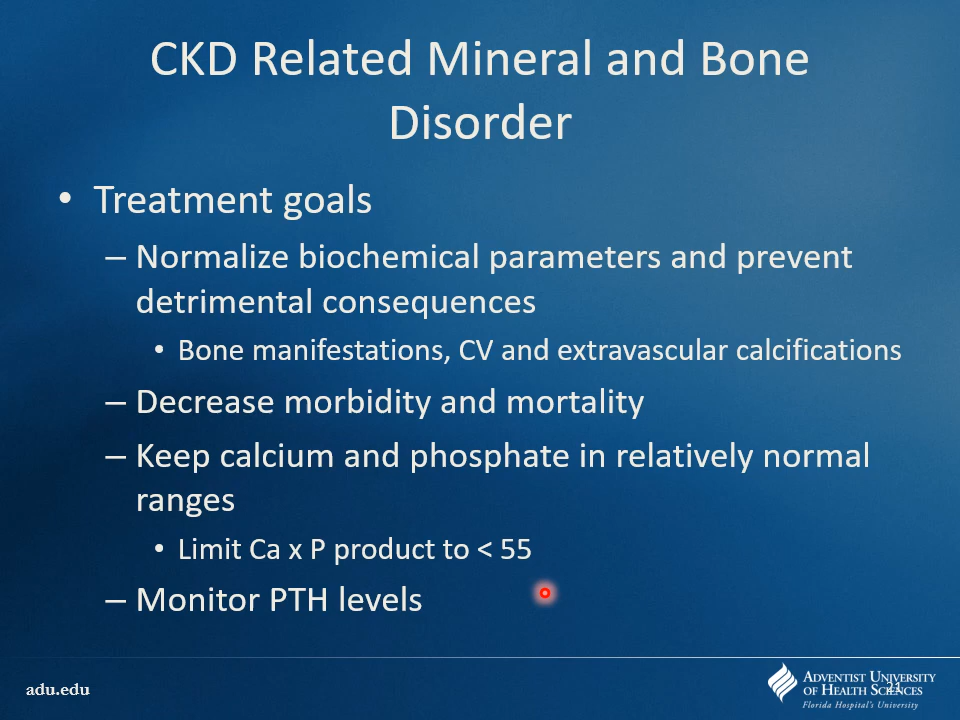 CKD Related Mineral and Bone
Disorder
• Treatment goals
– Normalize biochemical parameters and prevent
detrimental consequences
• Bone manifestations, CV and extravascular calcifications
– Decrease morbidity and mortality
– Keep calcium and phosphate in relatively normal
ranges
• Limit Ca x P product to < 55
– Monitor PTH levels
adu.edu
ADVENTIST UNIVERSITY
OF HEALTH SCIENCES
21
Florida Hospital's University